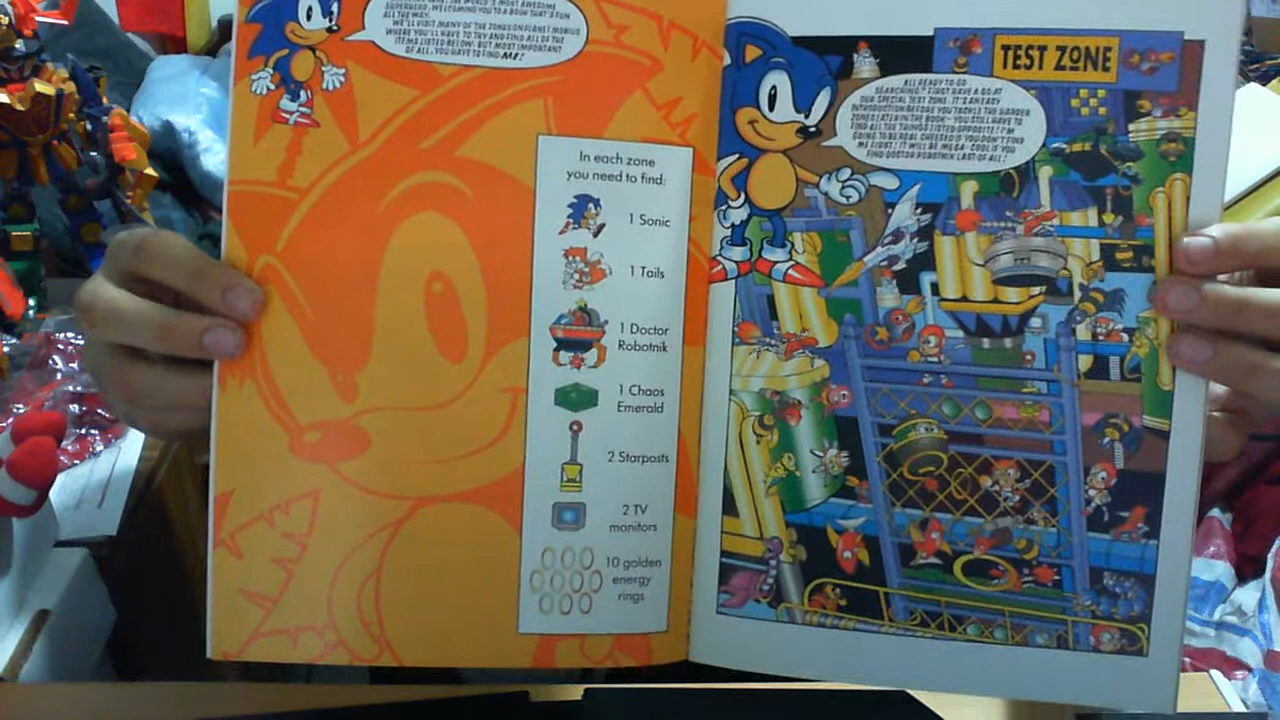 THE WORLD'S MOST AWESOME
SUPERHERO, WELCOMING YOU TO A BOOK THAT'S FUN
ALL THE WAY.
WE'LL VISIT MANY OF THE ZONES ON PLANET MOBIUS
WHERE YOU'LL HAVE TO TRY AND FIND ALL OF THE
ITEMS LISTED BELOW. BUT MOST IMPORTANT
OF ALL, YOU HAVE TO FIND ME!
In each zone
you need to find:
1 Sonic
1 Tails
1 Doctor
Robotnik
1 Chaos
Emerald
2 Starposts
2 TV
monitors
10 golden
energy
rings
TEST ZONE
ALL READY TO GO
SEARCHING? FIRST HAVE A GO AT
OUR SPECIAL TEST ZONE. IT'S AN EASY
INTRODUCTION BEFORE YOU TACKLE THE HARDER
ZONES LATER IN THE BOOK - YOU STILL HAVE TO
FIND ALL THE THINGS LISTED OPPOSITE! I'M
GOING TO BE REAL CHEESED IF YOU DON'T FIND
ME FIRST! IT WILL BE MEGA-COOL IF YOU
FIND DOCTOR ROBOTNIK LAST OF ALL!